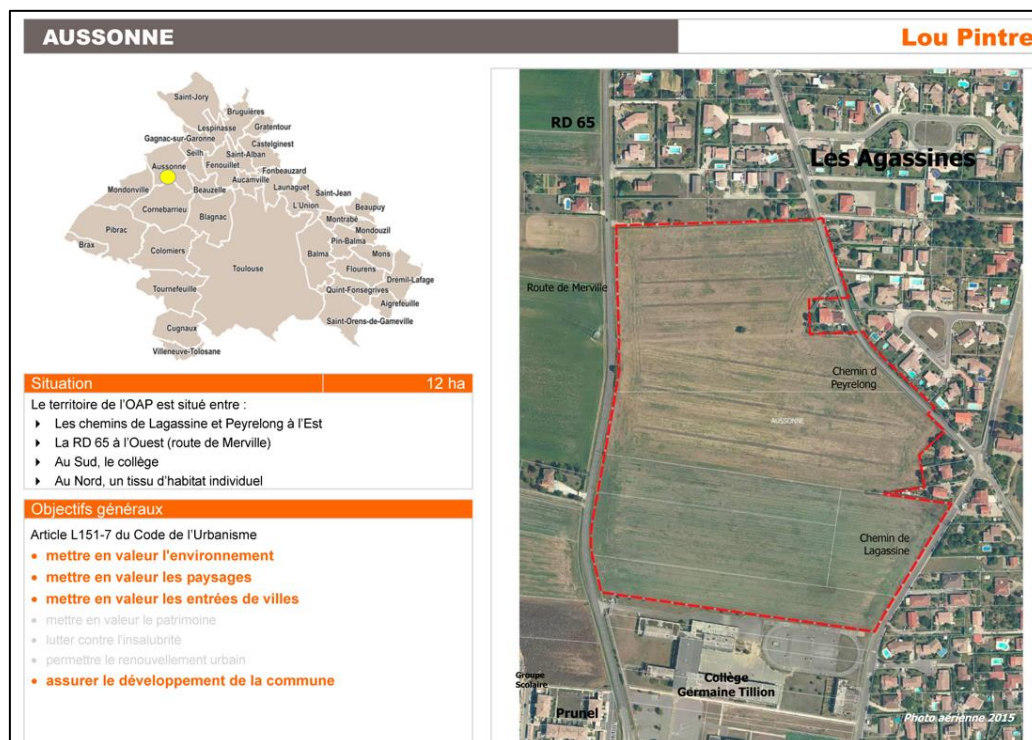 AUSSONNE
Lou Pintre
Saint-Jory
Bruguières
Lespinasse
Gratentour
Gagnac-sur-Garonne
Castelginest
Seilh
Saint-Alban
Aussonne
Fenouillet
Fonbeauzard
Aucamville
Mondonville
Beauzelle
Launaguet
Saint-Jean
L'Union
Beaupuy
Cornebarrieu
Blagnac
Montrabé
Mondouzil
Pibrac
Pin-Balma
Brax
Colomiers
Balma
Mons
Toulouse
Flourens
Drémil-Lafage
Tournefeuille
Quint-Fonsegrives
Aigrefeuille
Cugnaux
Saint-Orens-de-Gameville
Villeneuve-Tolosane
Situation 12 ha
Le territoire de l'OAP est situé entre :
Les chemins de Lagassine et Peyrelong à l'Est
La RD 65 à l'Ouest (route de Merville)
Au Sud, le collège
Au Nord, un tissu d'habitat individuel
Objectifs généraux
Article L151-7 du Code de l'Urbanisme
• mettre en valeur l'environnement
• mettre en valeur les paysages
• mettre en valeur les entrées de villes
• mettre en valeur le patrimoine
• lutter contre l'insalubrité
• permettre le renouvellement urbain
• assurer le développement de la commune
RD 65
Les Agassines
Route de Merville
Chemin d
Peyrelong
AUSSONNE
Chemin de
Lagassine
Groupe
Scolaire
Collège
Germaine Tillion
Prunel
Photo aérienne 2015